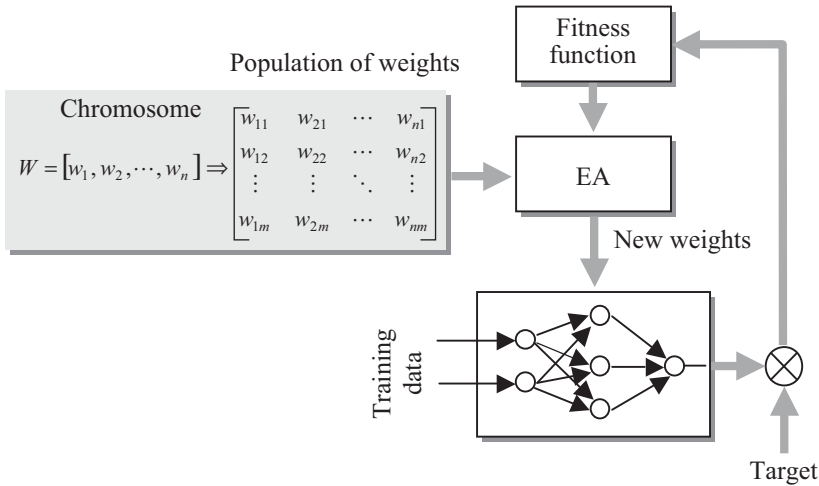 Fitness
function
Population of weights
Chromosome
W = [w₁, w₂, ⋯, wₙ] ⇒
w₁₁ w₂₁ ⋯ wₙ₁
w₁₂ w₂₂ ⋯ wₙ₂
⋮ ⋮ ⋱ ⋮
w₁ₘ w₂ₘ ⋯ wₙₘ
EA
New weights
Training
data
Target